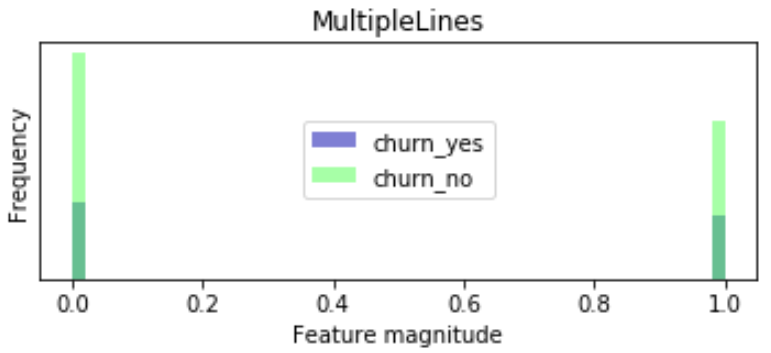 MultipleLines
Frequency
churn_yes
churn_no
0.0 0.2 0.4 0.6 0.8 1.0
Feature magnitude